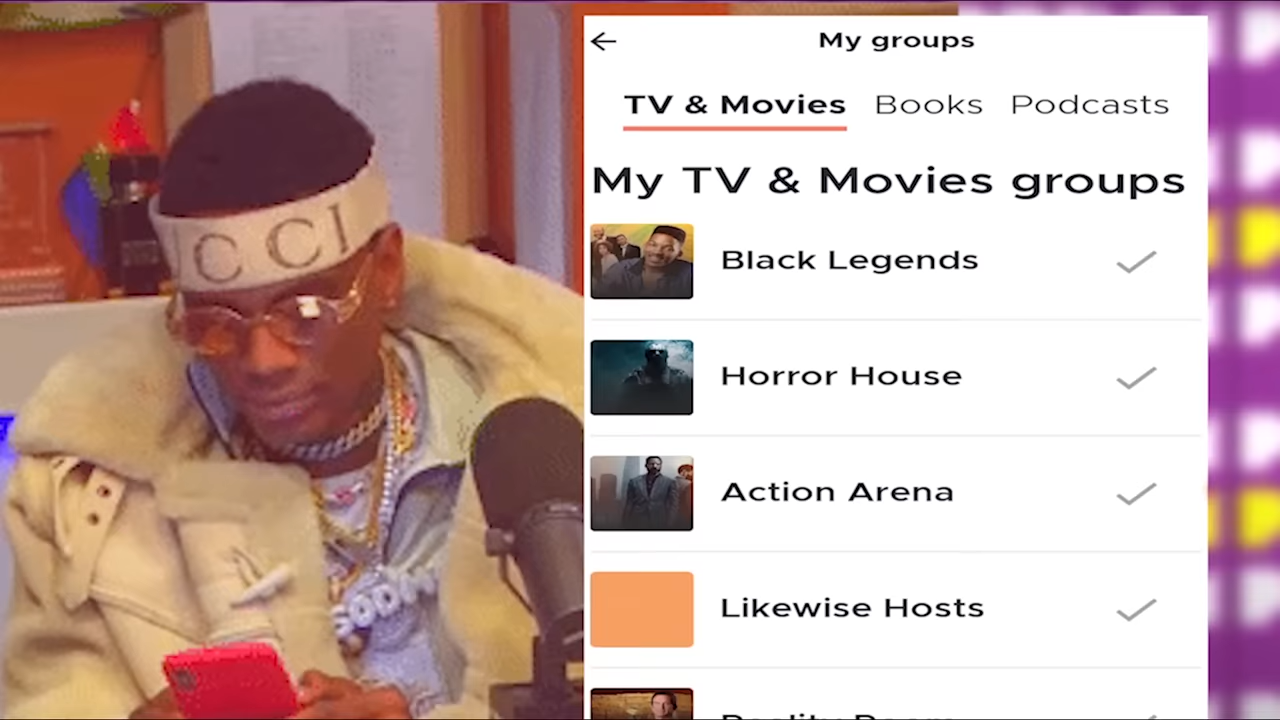 My groups
TV & Movies Books Podcasts
My TV & Movies groups
Black Legends
Horror House
Action Arena
Likewise Hosts
CCI